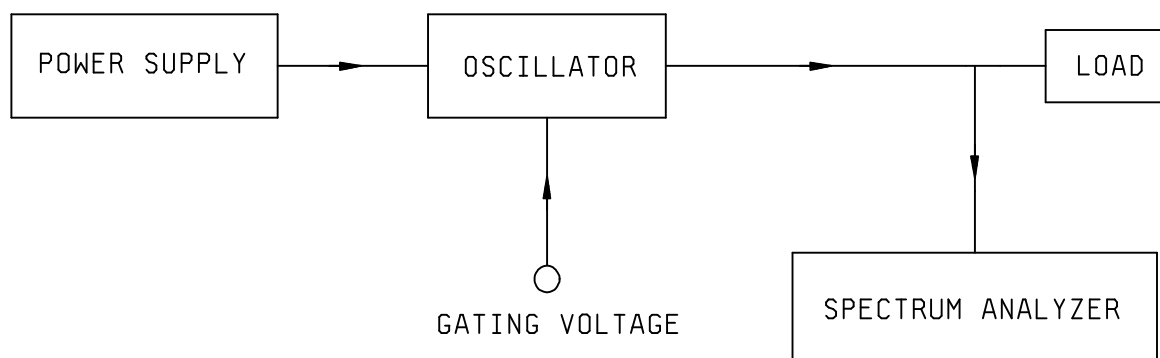 POWER SUPPLY
OSCILLATOR
LOAD
GATING VOLTAGE
SPECTRUM ANALYZER